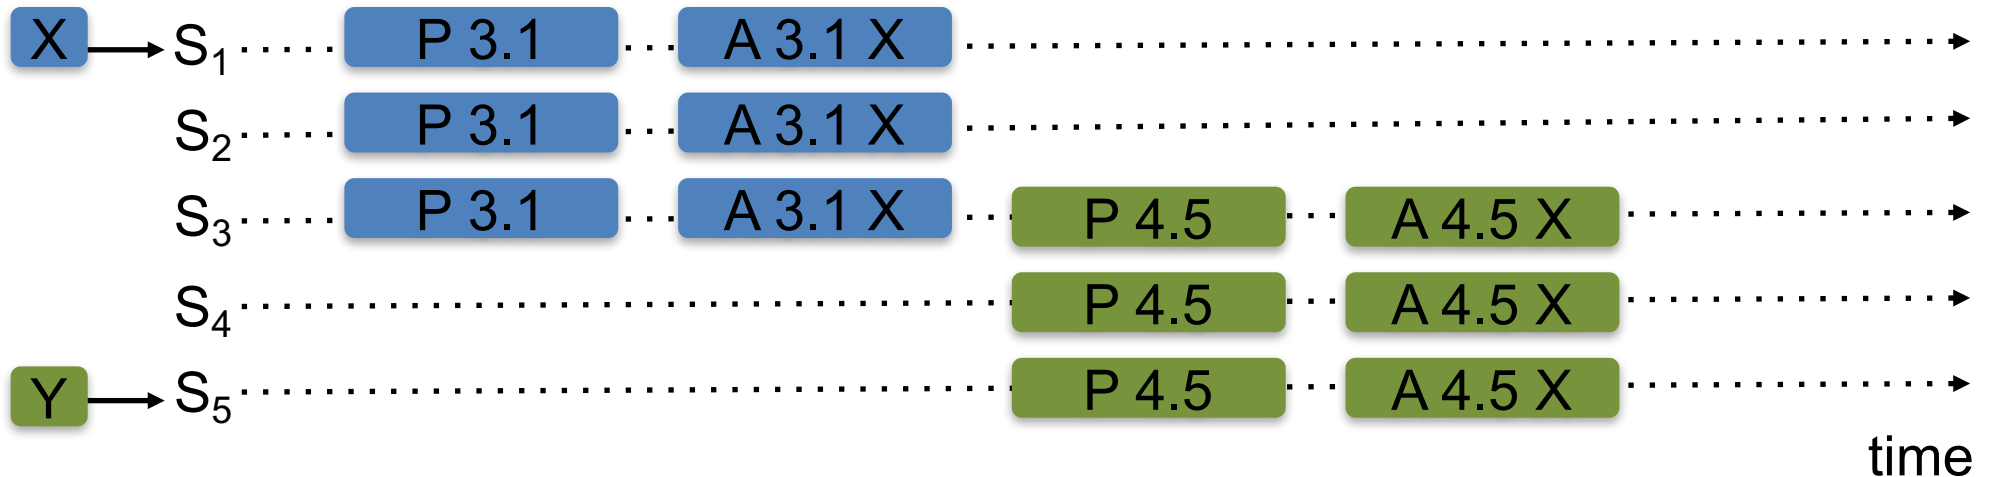 X S₁ P 3.1 A 3.1 X
S₂ P 3.1 A 3.1 X
S₃ P 3.1 A 3.1 X P 4.5 A 4.5 X
S₄ P 4.5 A 4.5 X
Y S₅ P 4.5 A 4.5 X
time